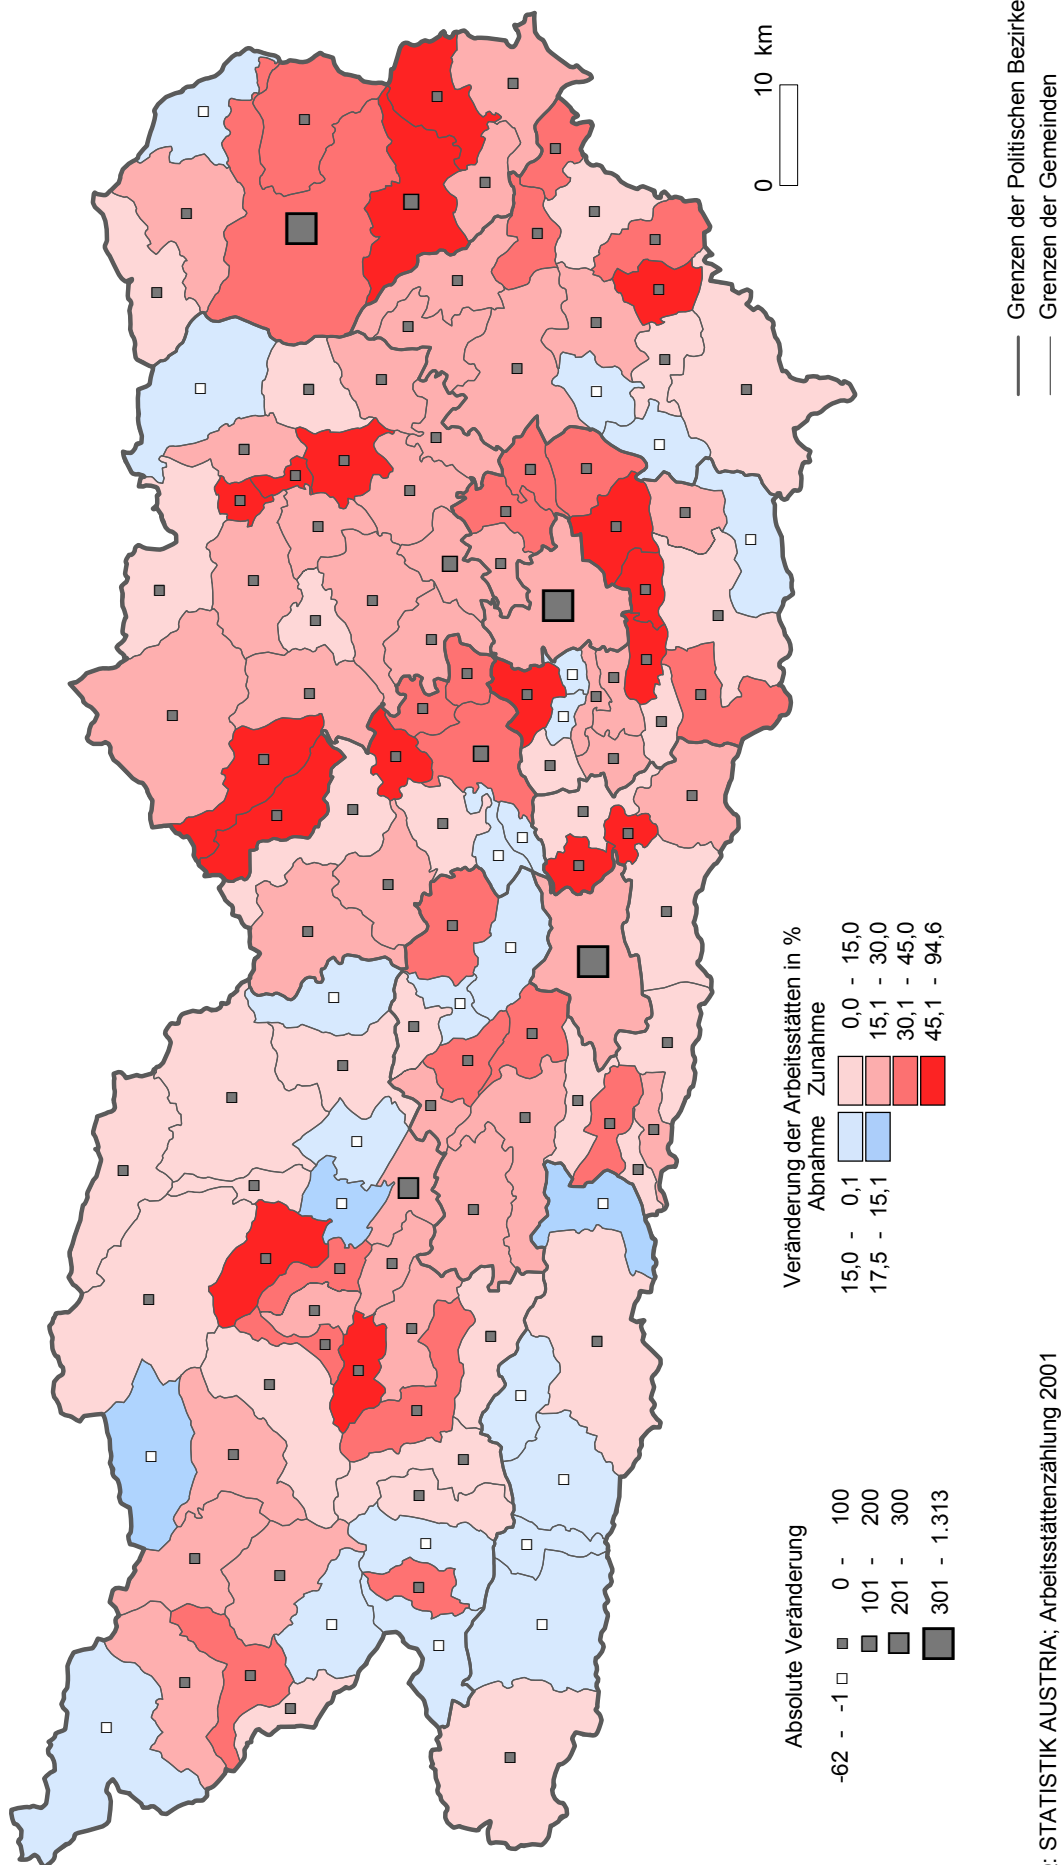 0 10 km
Veränderung der Arbeitsstätten in %
Abnahme Zunahme
15,0 - 0,1 0,0 - 15,0
17,5 - 15,1 15,1 - 30,0
30,1 - 45,0
45,1 - 94,6
Absolute Veränderung
-62 - -1 0 - 100
101 - 200
201 - 300
301 - 1.313
Grenzen der Politischen Bezirke
Grenzen der Gemeinden
: STATISTIK AUSTRIA; Arbeitsstättenzählung 2001